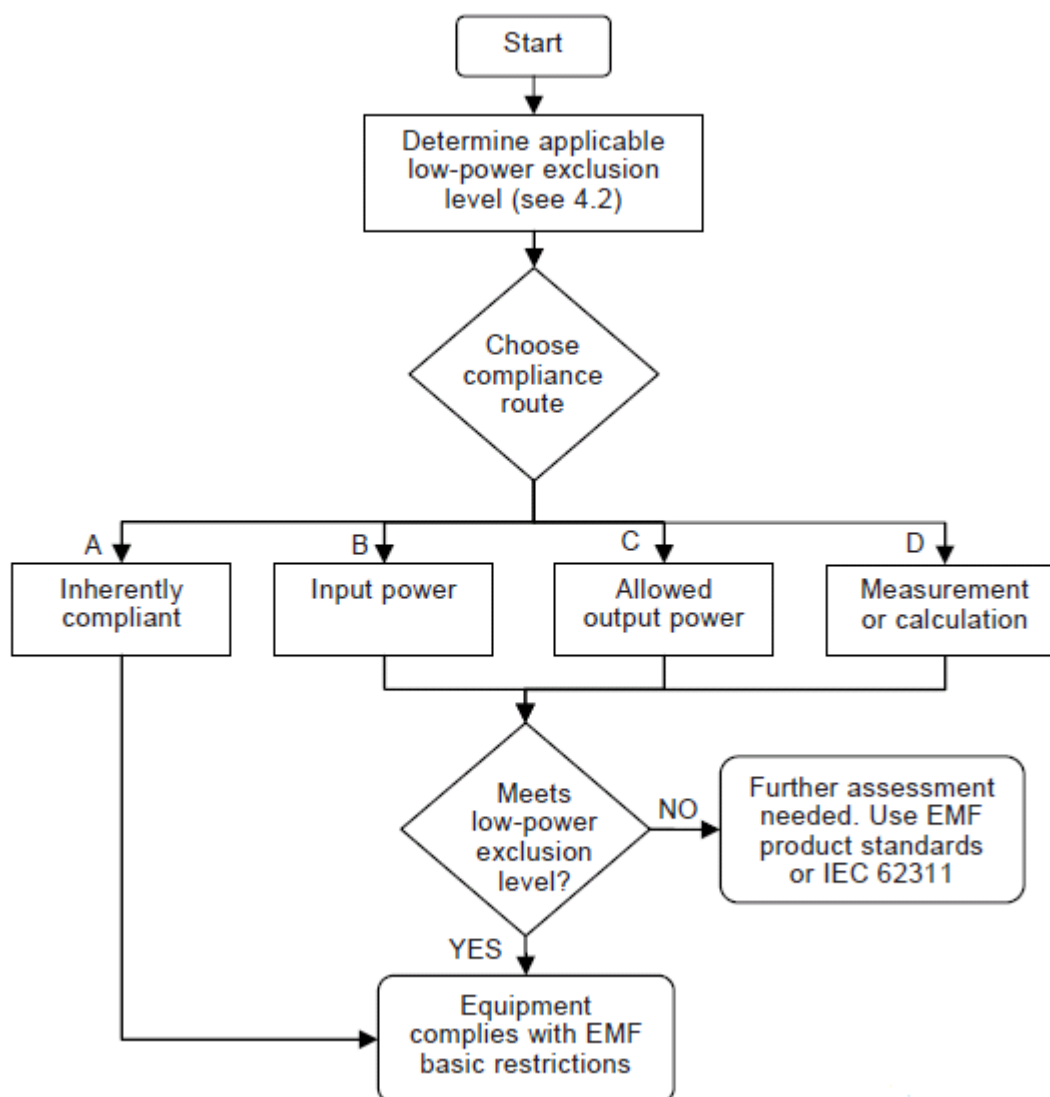 Start
Determine applicable
low-power exclusion
level (see 4.2)
Choose
compliance
route
A
B
C
D
Inherently
compliant
Input power
Allowed
output power
Measurement
or calculation
Meets
low-power
exclusion
level?
NO
Further assessment
needed. Use EMF
product standards
or IEC 62311
YES
Equipment
complies with EMF
basic restrictions